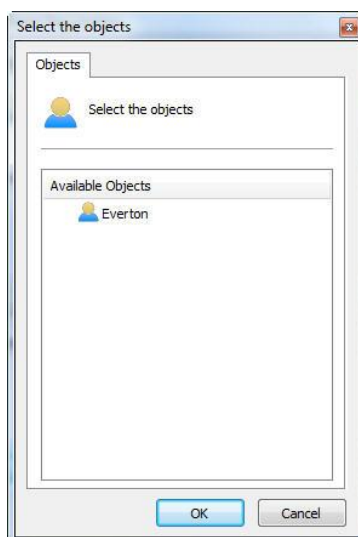 Select the objects
Objects
Select the objects
Available Objects
Everton
OK Cancel